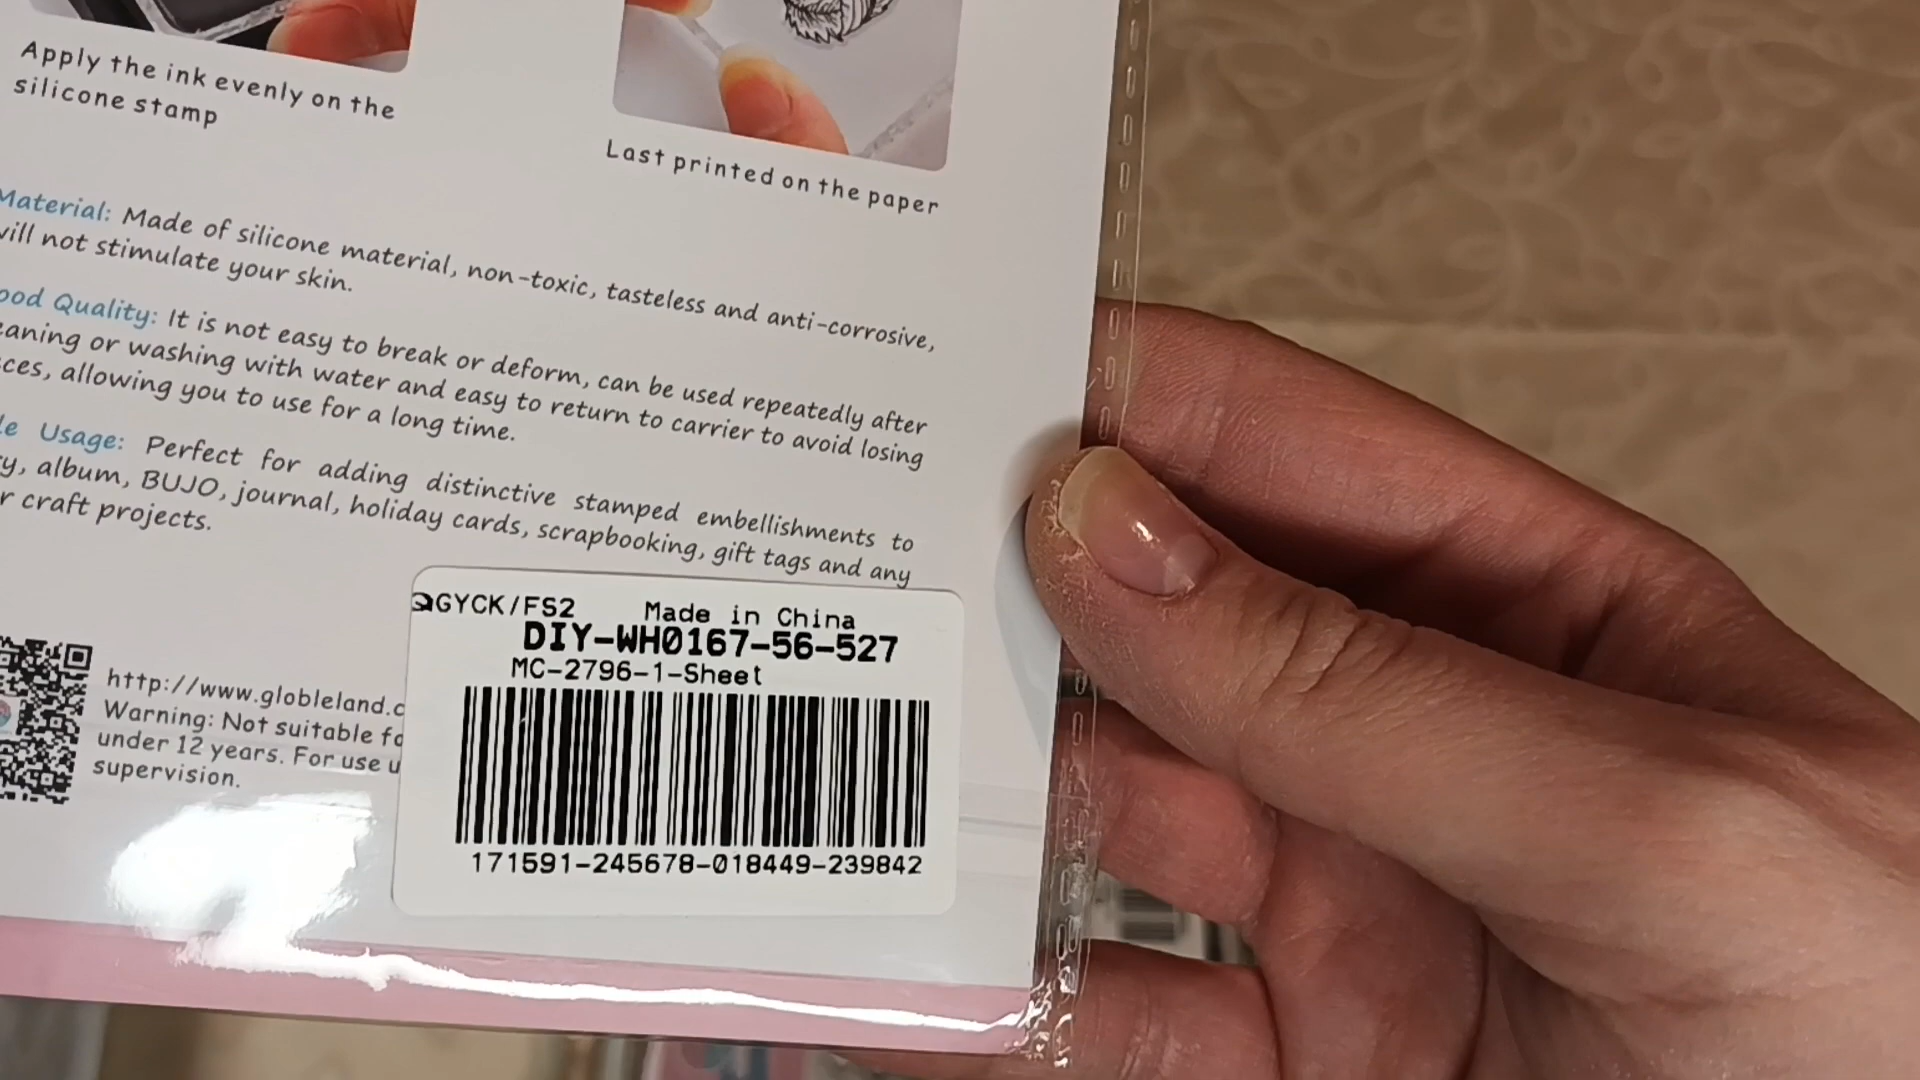 Apply the ink evenly on the
silicone stamp
Last printed on the paper
Material: Made of silicone material, non-toxic, tasteless and anti-corrosive,
will not stimulate your skin.
ood Quality: It is not easy to break or deform, can be used repeatedly after
eaning or washing with water and easy to return to carrier to avoid losing
ces, allowing you to use for a long time.
le Usage: Perfect for adding distinctive stamped embellishments to
y, album, BUJO, journal, holiday cards, scrapbooking, gift tags and any
r craft projects.
GYCK/FS2 Made in China
DIY-WH0167-56-527
MC-2796-1-Sheet
171591-245678-018449-239842
http://www.globleland.c
Warning: Not suitable fo
under 12 years. For use u
supervision.